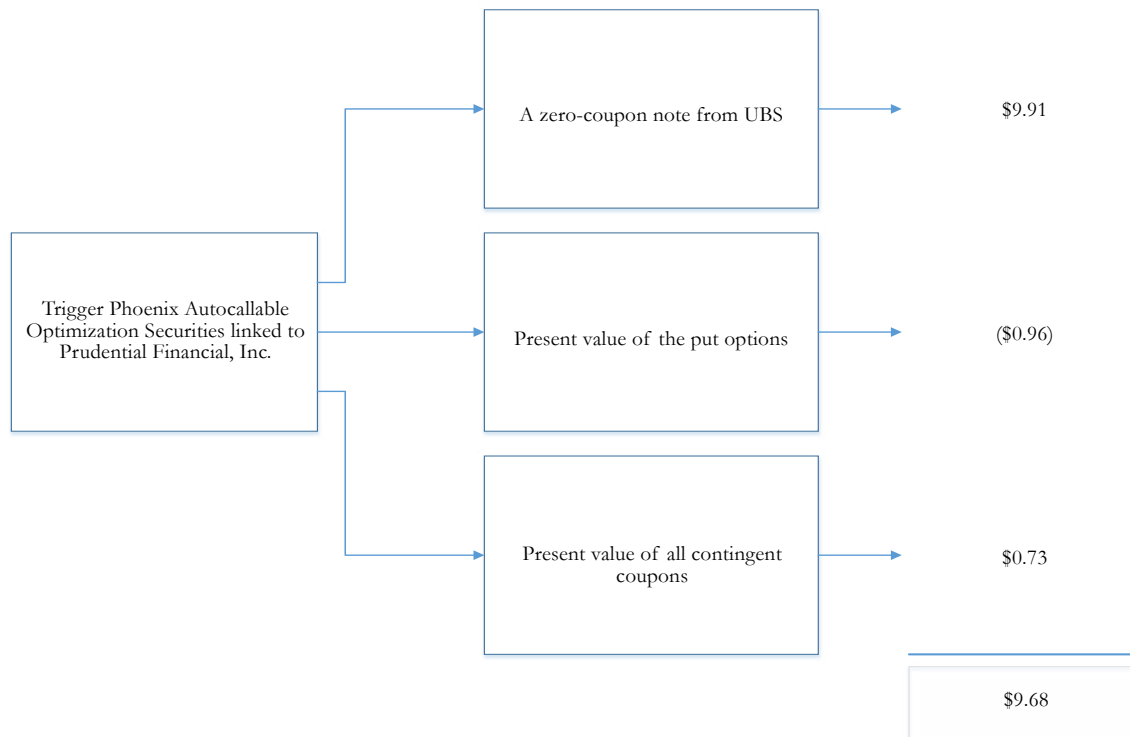 A zero-coupon note from UBS
$9.91
Trigger Phoenix Autocallable
Optimization Securities linked to
Prudential Financial, Inc.
Present value of the put options
($0.96)
Present value of all contingent
coupons
$0.73
$9.68